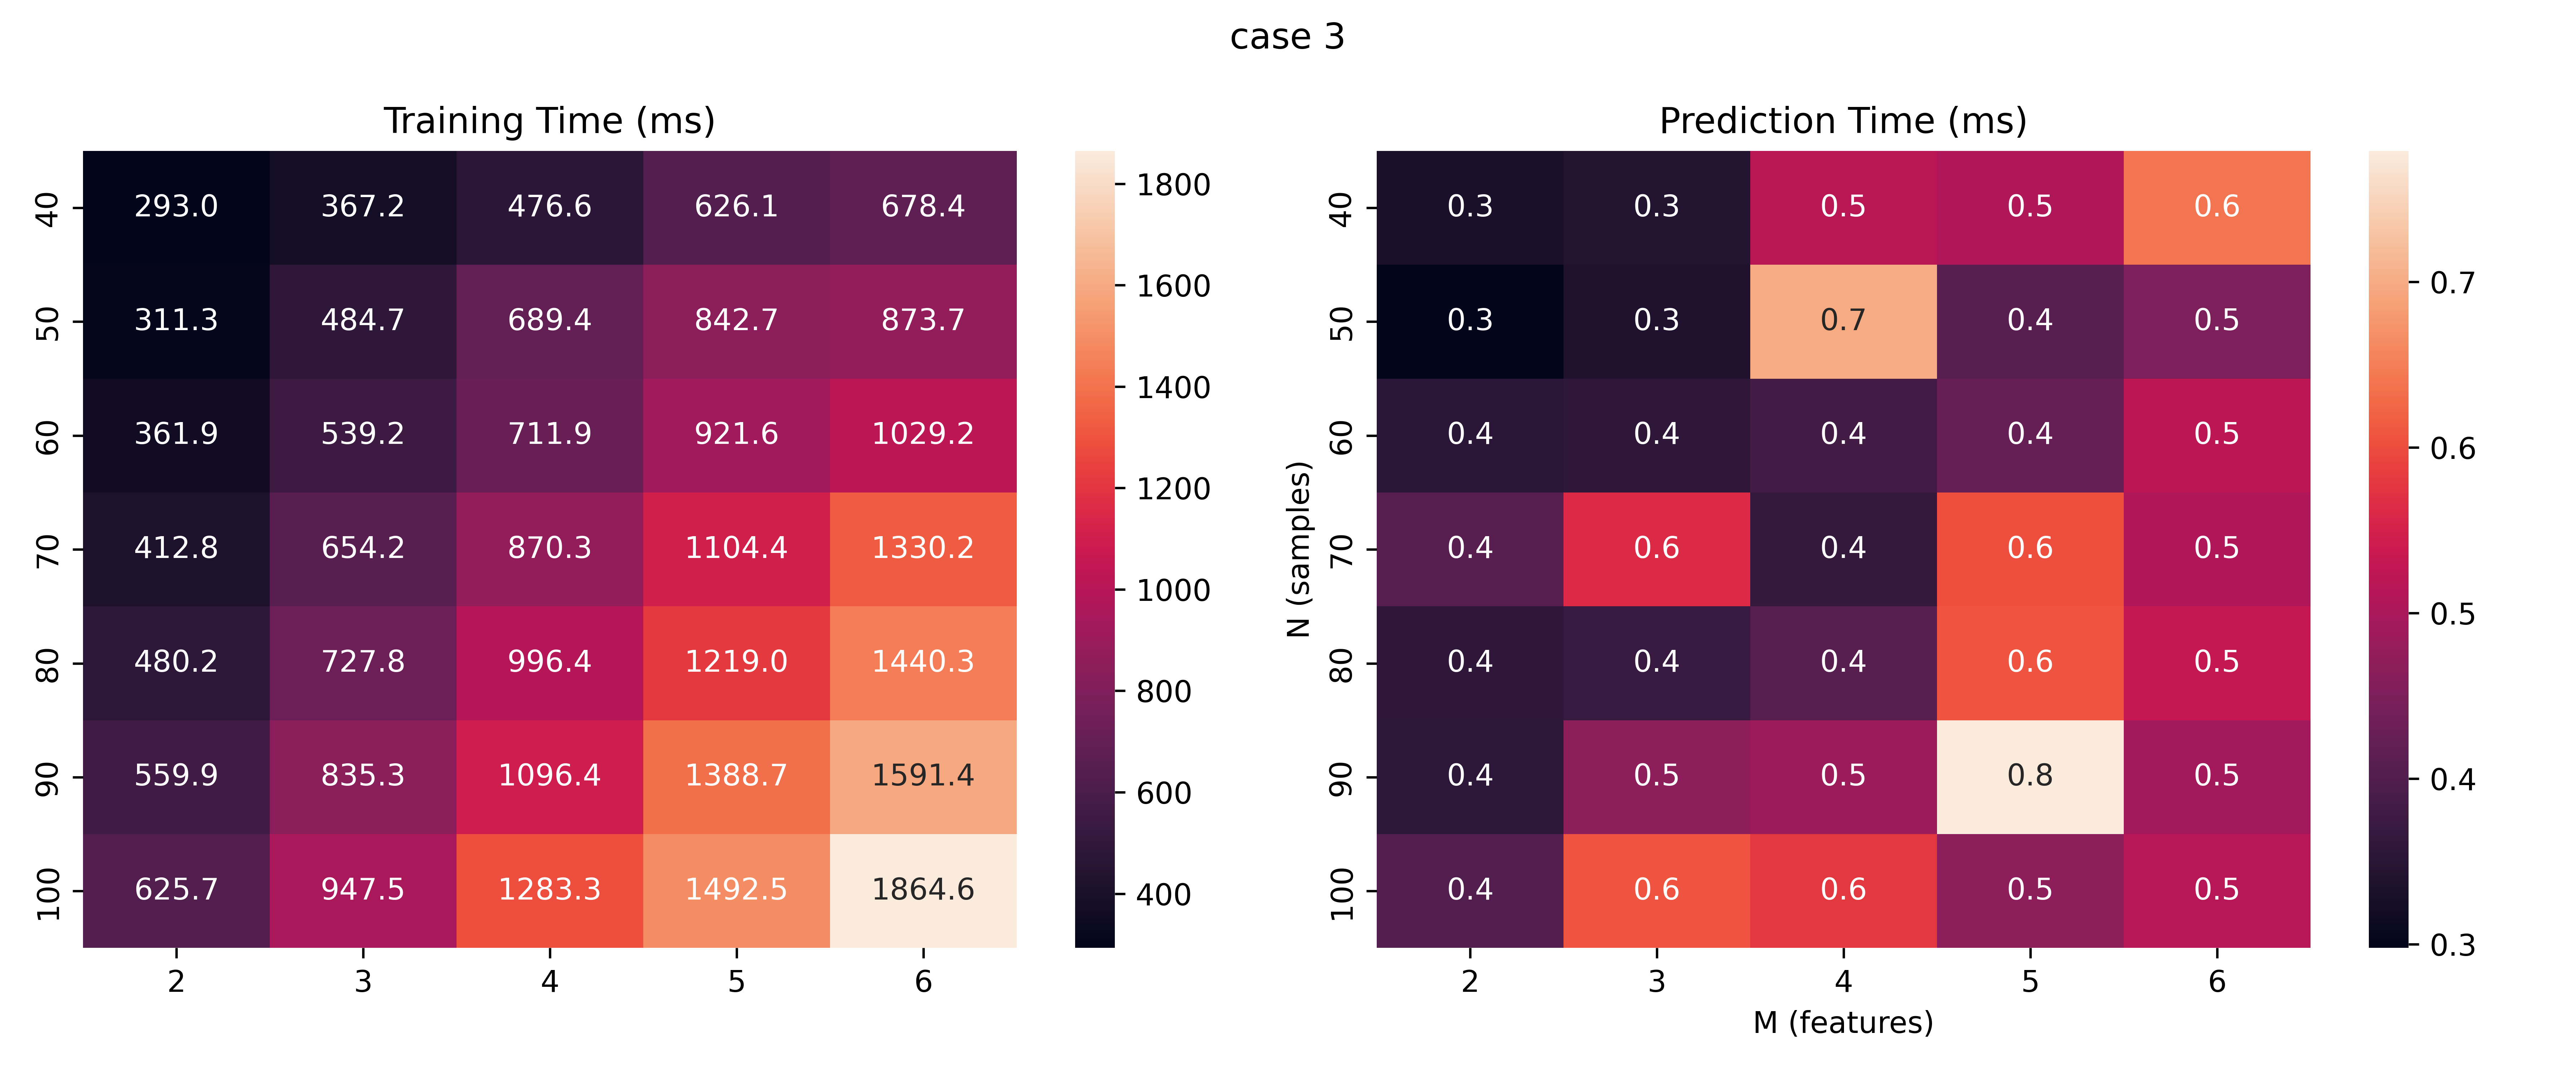 case 3
Training Time (ms)
40 293.0 367.2 476.6 626.1 678.4
50 311.3 484.7 689.4 842.7 873.7
60 361.9 539.2 711.9 921.6 1029.2
70 412.8 654.2 870.3 1104.4 1330.2
80 480.2 727.8 996.4 1219.0 1440.3
90 559.9 835.3 1096.4 1388.7 1591.4
100 625.7 947.5 1283.3 1492.5 1864.6
2 3 4 5 6
1800
1600
1400
1200
1000
800
600
400
Prediction Time (ms)
N (samples)
40 0.3 0.3 0.5 0.5 0.6
50 0.3 0.3 0.7 0.4 0.5
60 0.4 0.4 0.4 0.4 0.5
70 0.4 0.6 0.4 0.6 0.5
80 0.4 0.4 0.4 0.6 0.5
90 0.4 0.5 0.5 0.8 0.5
100 0.4 0.6 0.6 0.5 0.5
2 3 4 5 6
M (features)
0.7
0.6
0.5
0.4
0.3